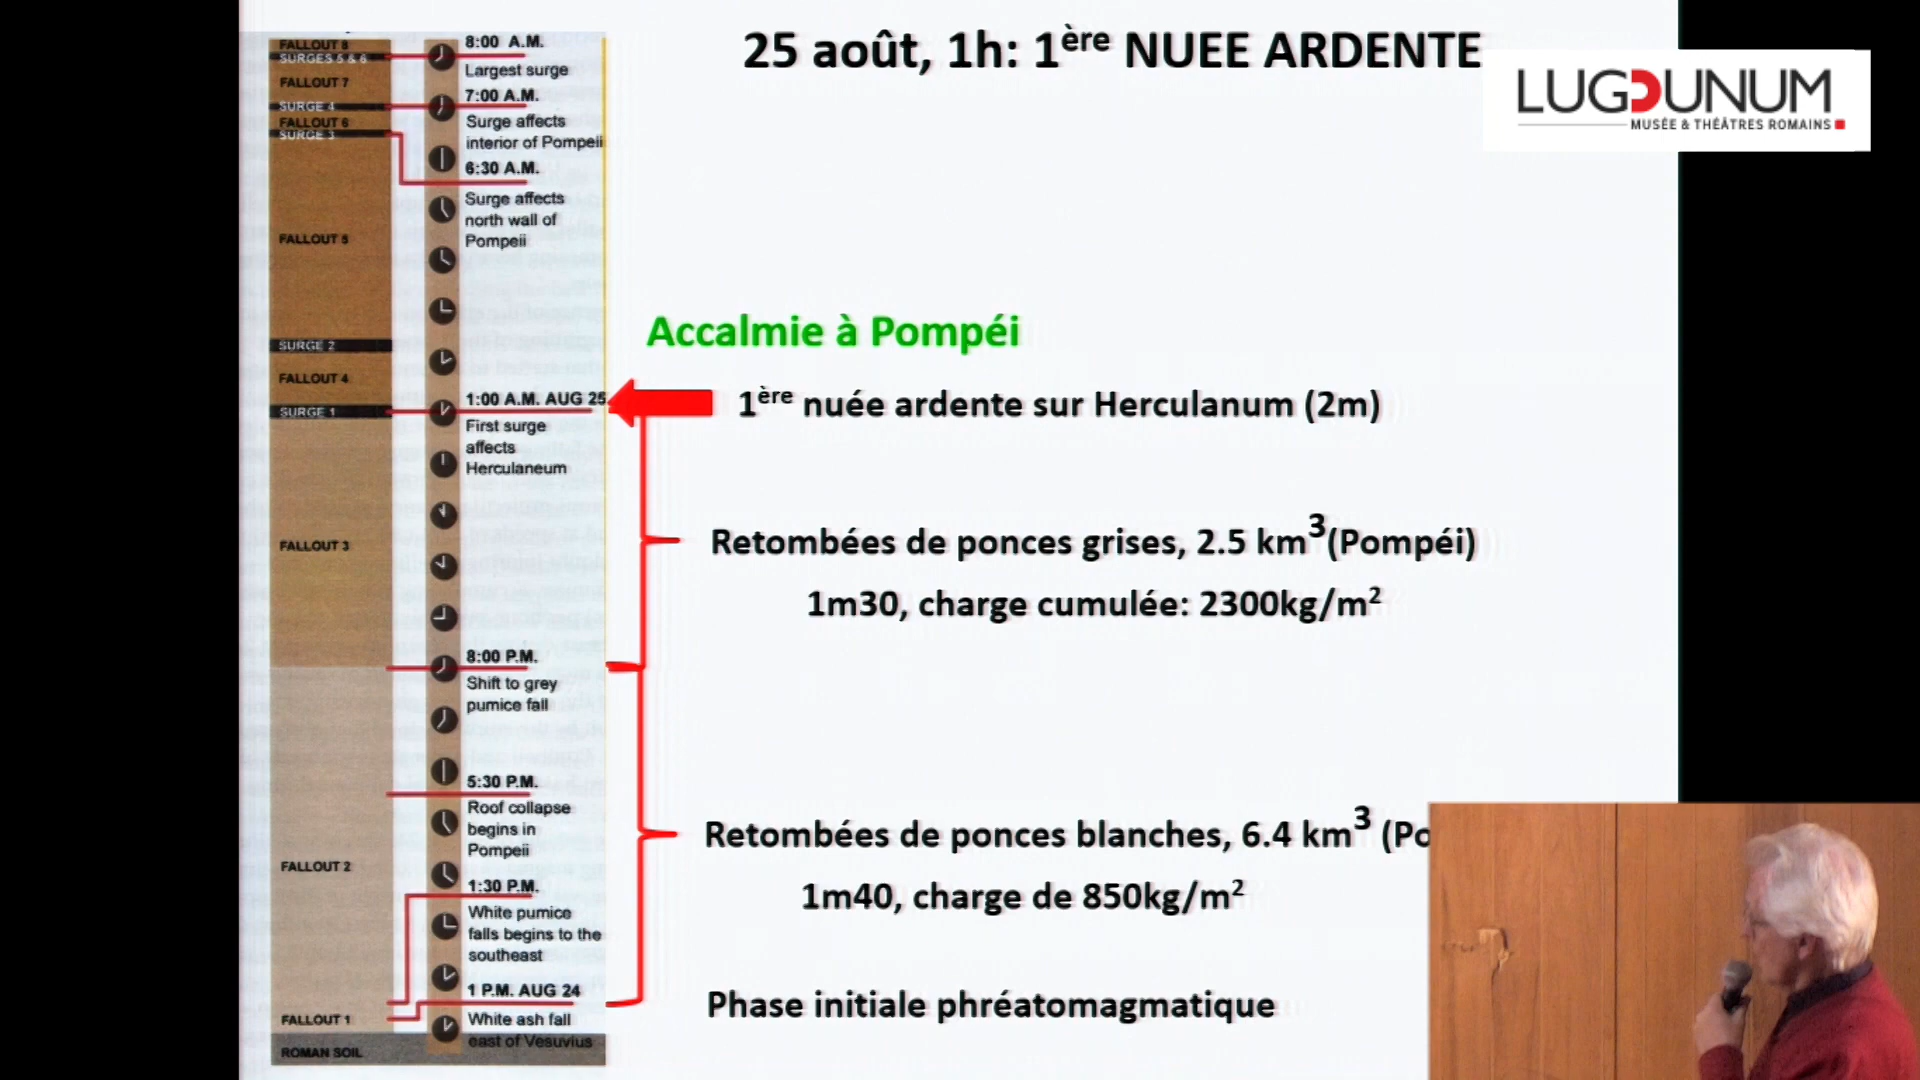 25 août, 1h: 1ère NUEE ARDENTE
LUGDUNUM
MUSÉE & THÉÂTRES ROMAINS
FALLOUT 8
SURGES 5 & 6
FALLOUT 7
SURGE 4
FALLOUT 6
SURGE 3
FALLOUT 5
SURGE 2
FALLOUT 4
SURGE 1
FALLOUT 3
FALLOUT 2
FALLOUT 1
ROMAN SOIL
8:00 A.M.
Largest surge
7:00 A.M.
Surge affects
interior of Pompeii
6:30 A.M.
Surge affects
north wall of
Pompeii
1:00 A.M. AUG 25
First surge
affects
Herculaneum
8:00 P.M.
Shift to grey
pumice fall
5:30 P.M.
Roof collapse
begins in
Pompeii
1:30 P.M.
White pumice
falls begins to the
southeast
1 P.M. AUG 24
White ash fall
east of Vesuvius
Accalmie à Pompéi
1ère nuée ardente sur Herculanum (2m)
Retombées de ponces grises, 2.5 km³(Pompéi)
1m30, charge cumulée: 2300kg/m²
Retombées de ponces blanches, 6.4 km³ (Po
1m40, charge de 850kg/m²
Phase initiale phréatomagmatique